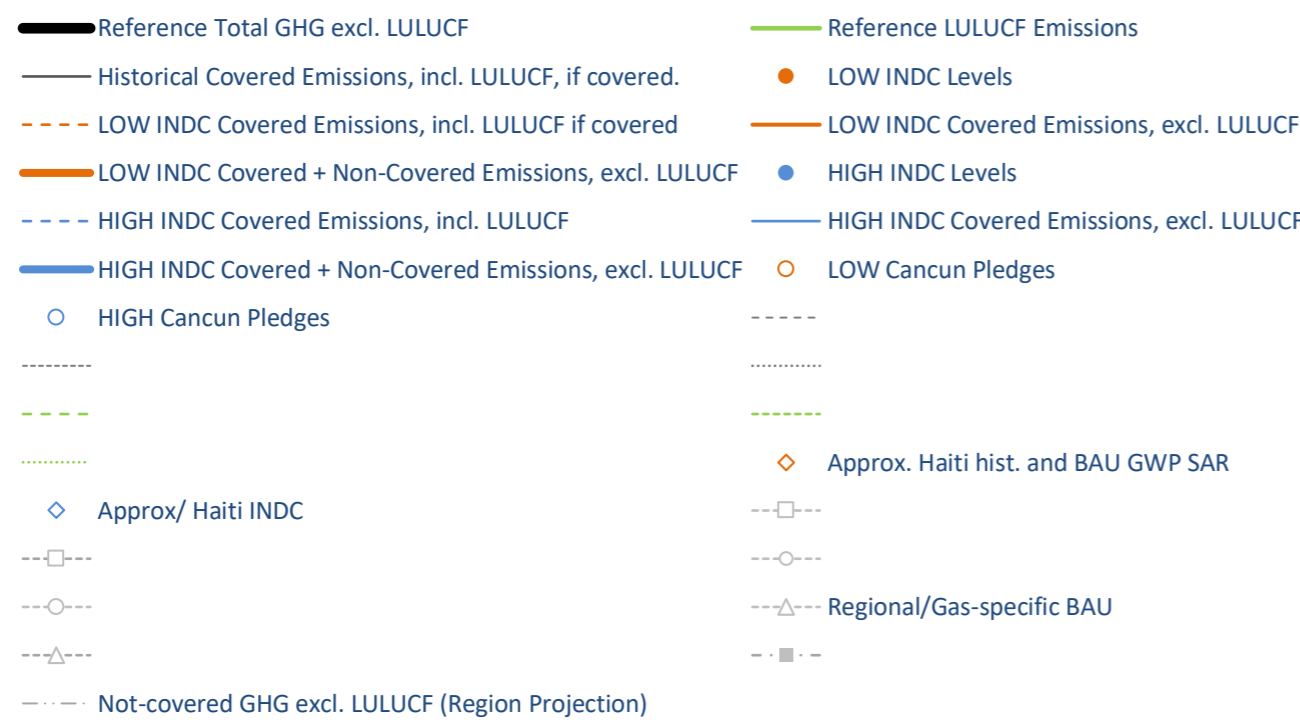 Reference Total GHG excl. LULUCF
Reference LULUCF Emissions
Historical Covered Emissions, incl. LULUCF, if covered.
LOW INDC Levels
LOW INDC Covered Emissions, incl. LULUCF if covered
LOW INDC Covered Emissions, excl. LULUCF
LOW INDC Covered + Non-Covered Emissions, excl. LULUCF
HIGH INDC Levels
HIGH INDC Covered Emissions, incl. LULUCF
HIGH INDC Covered Emissions, excl. LULUCF
HIGH INDC Covered + Non-Covered Emissions, excl. LULUCF
LOW Cancun Pledges
HIGH Cancun Pledges
Approx. Haiti hist. and BAU GWP SAR
Approx/ Haiti INDC
Regional/Gas-specific BAU
Not-covered GHG excl. LULUCF (Region Projection)